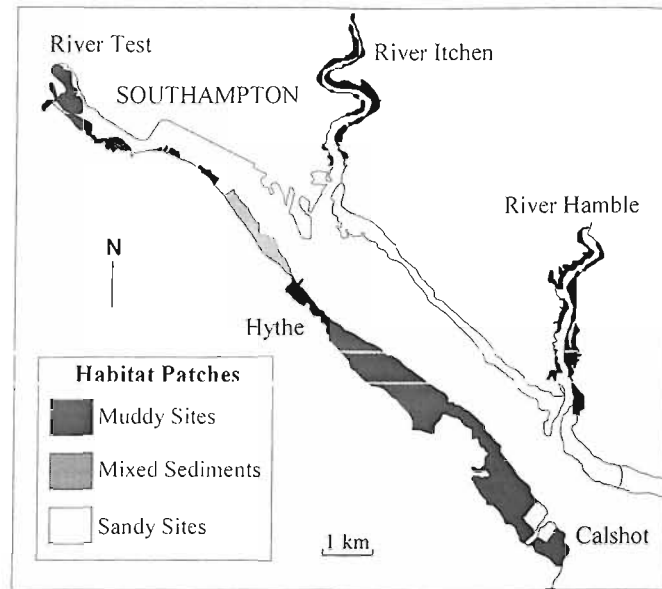 River Test
River Itchen
SOUTHAMPTON
River Hamble
N
Hythe
Habitat Patches
Muddy Sites
Mixed Sediments
Sandy Sites
1 km
Calshot